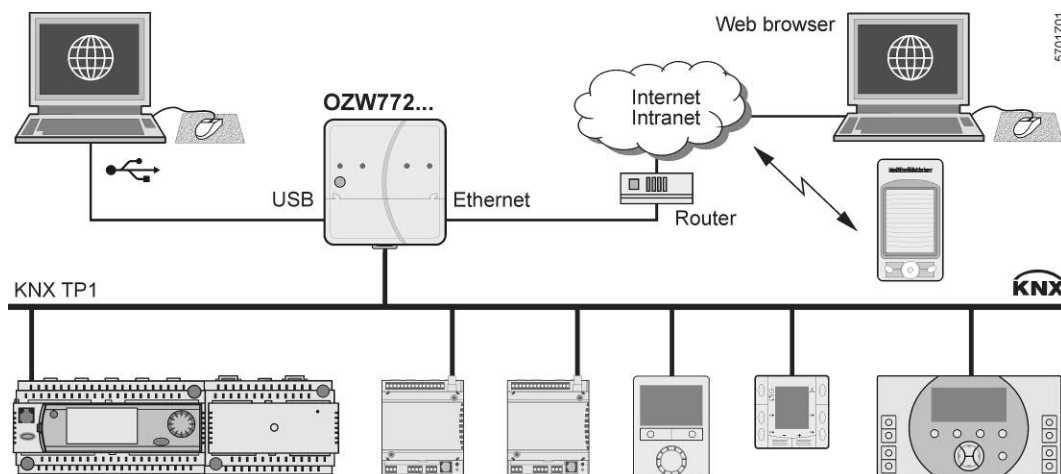 Web browser
5701Z01
OZW772...
Internet
Intranet
USB
Ethernet
Router
KNX TP1
KNX